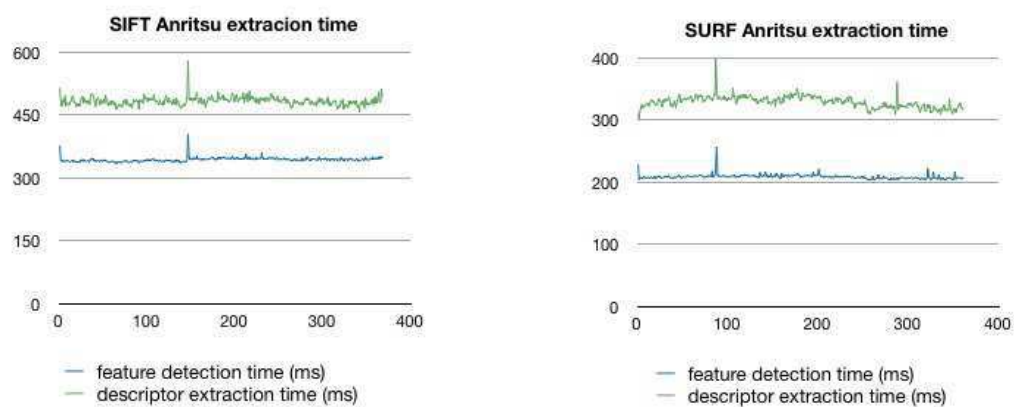 SIFT Anritsu extracion time
600
450
300
150
0
0 100 200 300 400
feature detection time (ms)
descriptor extraction time (ms)
SURF Anritsu extraction time
400
300
200
100
0
0 100 200 300 400
feature detection time (ms)
descriptor extraction time (ms)